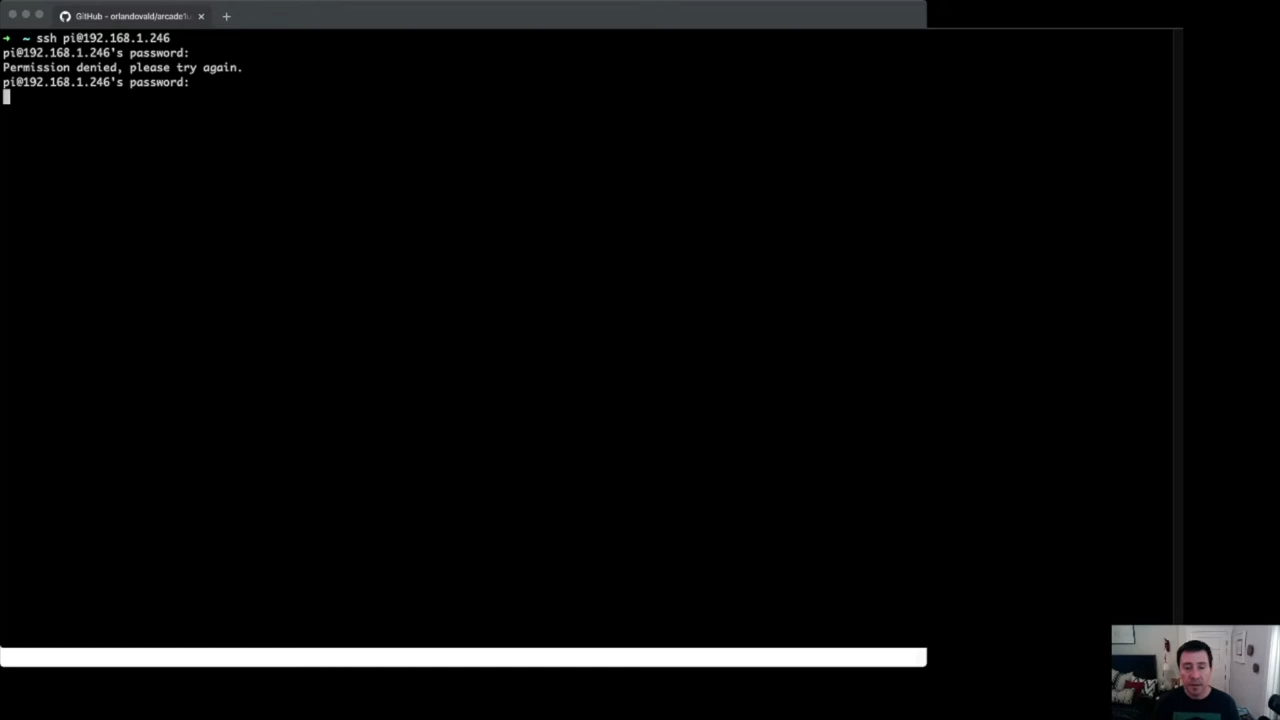 GitHub - orlandovald/arcade1u
→ ~ ssh pi@192.168.1.246
pi@192.168.1.246's password:
Permission denied, please try again.
pi@192.168.1.246's password: